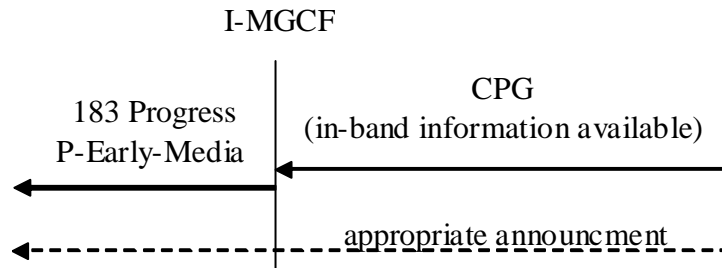 I-MGCF
183 Progress
P-Early-Media
CPG
(in-band information available)
appropriate announcment